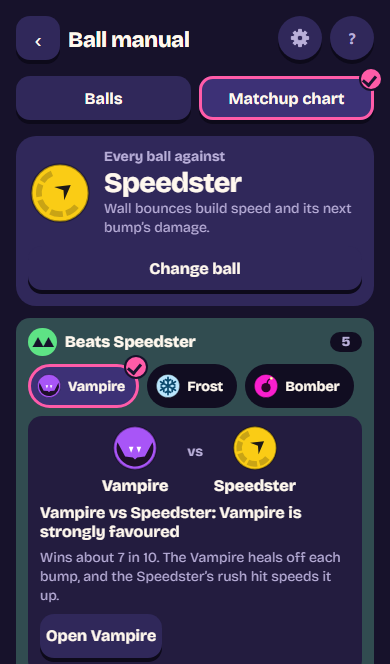 ‹
Ball manual
?
Balls
Matchup chart
Every ball against
Speedster
Wall bounces build speed and its next
bump's damage.
Change ball
Beats Speedster
5
Vampire
Frost
Bomber
vs
Vampire
Speedster
Vampire vs Speedster: Vampire is
strongly favoured
Wins about 7 in 10. The Vampire heals off each
bump, and the Speedster's rush hit speeds it
up.
Open Vampire